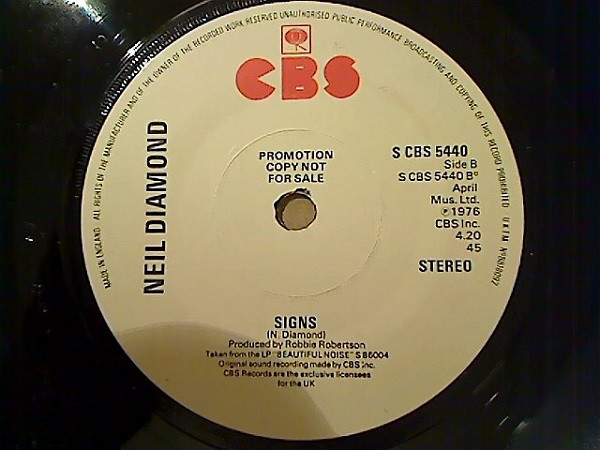 MADE IN ENGLAND ALL RIGHTS OF THE MANUFACTURER AND OF THE OWNER OF THE RECORDED WORK RESERVED UNAUTHORISED PUBLIC PERFORMANCE BROADCASTING AND COPYING OF THIS RECORD PROHIBITED U.K.T.M.
CBS
PROMOTION
COPY NOT
FOR SALE
NEIL DIAMOND
S CBS 5440
Side B
S CBS 5440 B°
April
Mus. Ltd.
℗ 1976
CBS Inc.
4.20
45
STEREO
SIGNS
(N. Diamond)
Produced by Robbie Robertson
Taken from the LP "BEAUTIFUL NOISE" S 86004
Original sound recording made by CBS Inc.
CBS Records are the exclusive licensees
for the UK